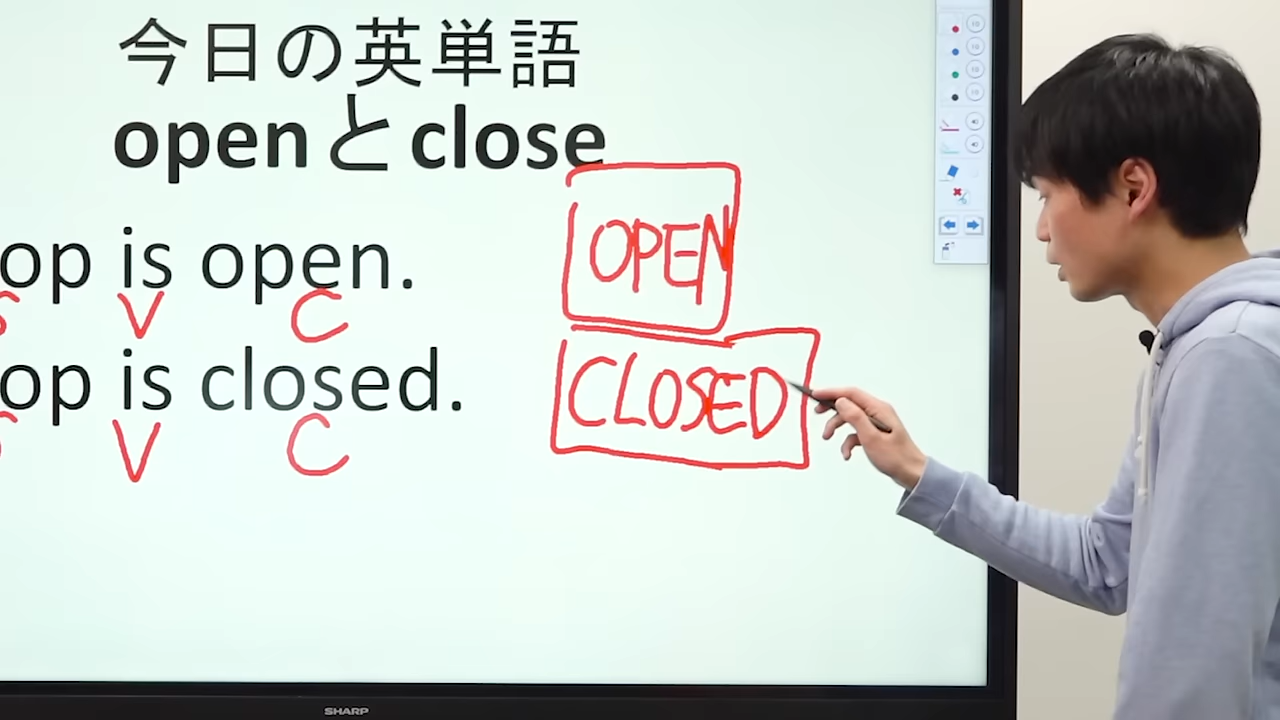 今日の英単語
openとclose
OPEN
op is open.
S V C
CLOSED
op is closed.
S V C
SHARP